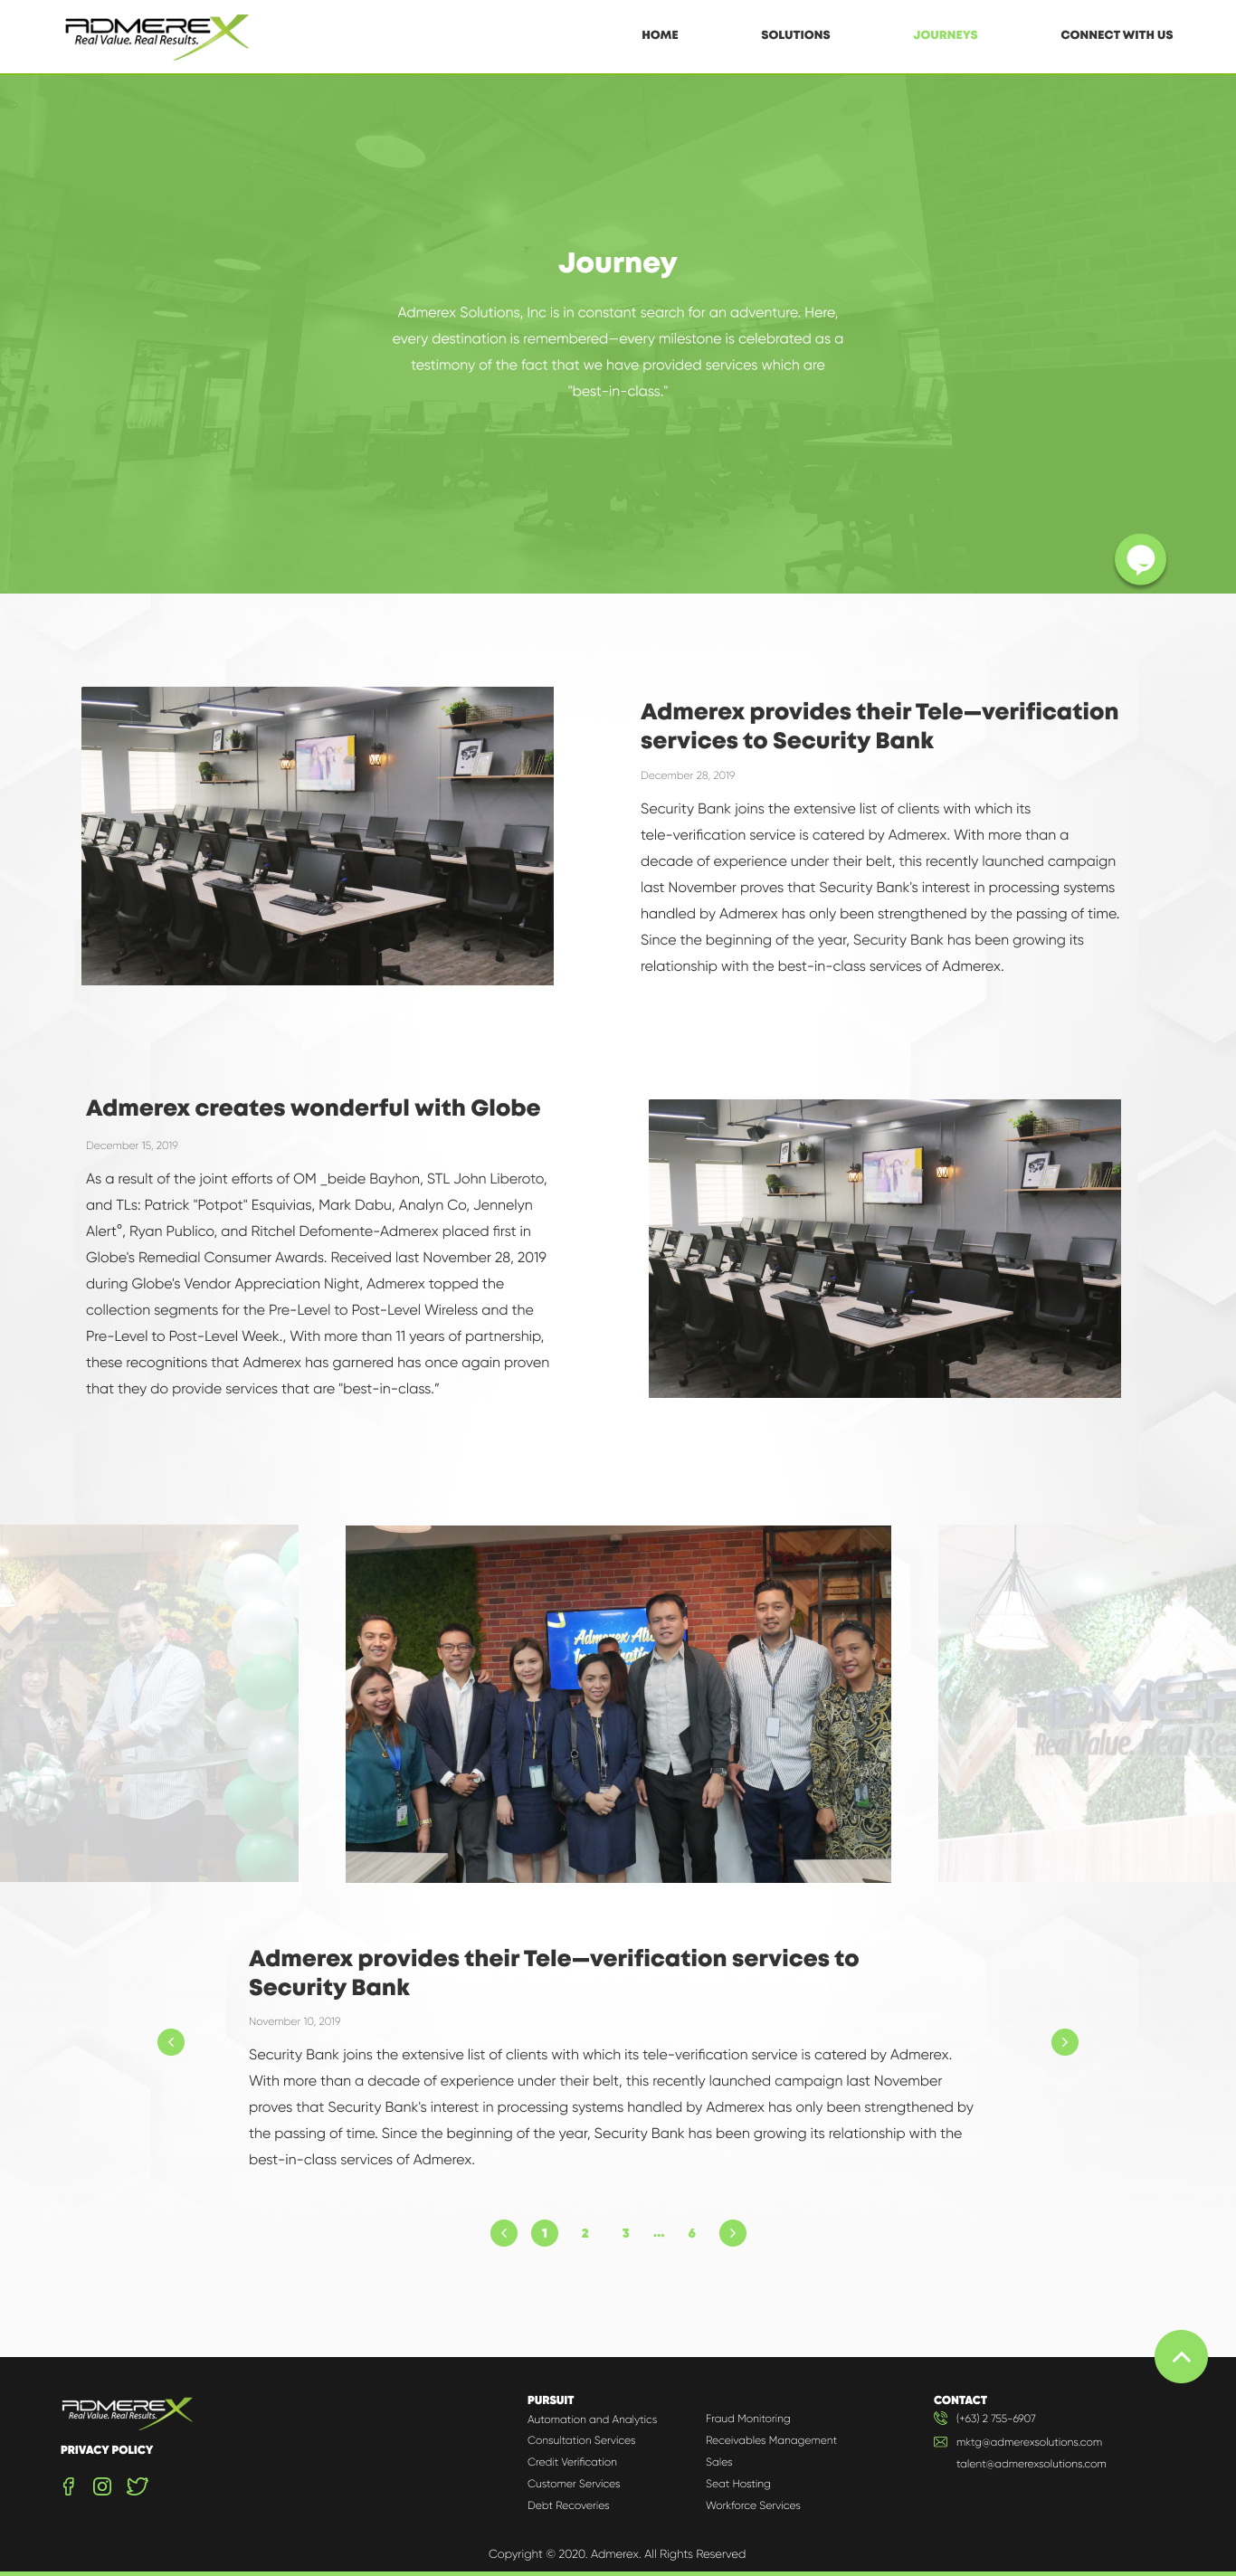 ADMEREX
Real Value. Real Results.
HOME
SOLUTIONS
JOURNEYS
CONNECT WITH US
Journey
Admerex Solutions, Inc is in constant search for an adventure. Here,
every destination is remembered—every milestone is celebrated as a
testimony of the fact that we have provided services which are
"best-in-class."
Admerex provides their Tele—verification
services to Security Bank
December 28, 2019
Security Bank joins the extensive list of clients with which its
tele-verification service is catered by Admerex. With more than a
decade of experience under their belt, this recently launched campaign
last November proves that Security Bank's interest in processing systems
handled by Admerex has only been strengthened by the passing of time.
Since the beginning of the year, Security Bank has been growing its
relationship with the best-in-class services of Admerex.
Admerex creates wonderful with Globe
December 15, 2019
As a result of the joint efforts of OM _beide Bayhon, STL John Liberoto,
and TLs: Patrick "Potpot" Esquivias, Mark Dabu, Analyn Co, Jennelyn
Alert°, Ryan Publico, and Ritchel Defomente-Admerex placed first in
Globe's Remedial Consumer Awards. Received last November 28, 2019
during Globe's Vendor Appreciation Night, Admerex topped the
collection segments for the Pre-Level to Post-Level Wireless and the
Pre-Level to Post-Level Week., With more than 11 years of partnership,
these recognitions that Admerex has garnered has once again proven
that they do provide services that are "best-in-class.”
Admerex
ADMER
Real Value. Real Re
Admerex provides their Tele—verification services to
Security Bank
November 10, 2019
Security Bank joins the extensive list of clients with which its tele-verification service is catered by Admerex.
With more than a decade of experience under their belt, this recently launched campaign last November
proves that Security Bank's interest in processing systems handled by Admerex has only been strengthened by
the passing of time. Since the beginning of the year, Security Bank has been growing its relationship with the
best-in-class services of Admerex.
1 2 3 ... 6
ADMEREX
Real Value. Real Results.
PRIVACY POLICY
PURSUIT
Automation and Analytics
Consultation Services
Credit Verification
Customer Services
Debt Recoveries
Fraud Monitoring
Receivables Management
Sales
Seat Hosting
Workforce Services
CONTACT
(+63) 2 755-6907
mktg@admerexsolutions.com
talent@admerexsolutions.com
Copyright © 2020. Admerex. All Rights Reserved